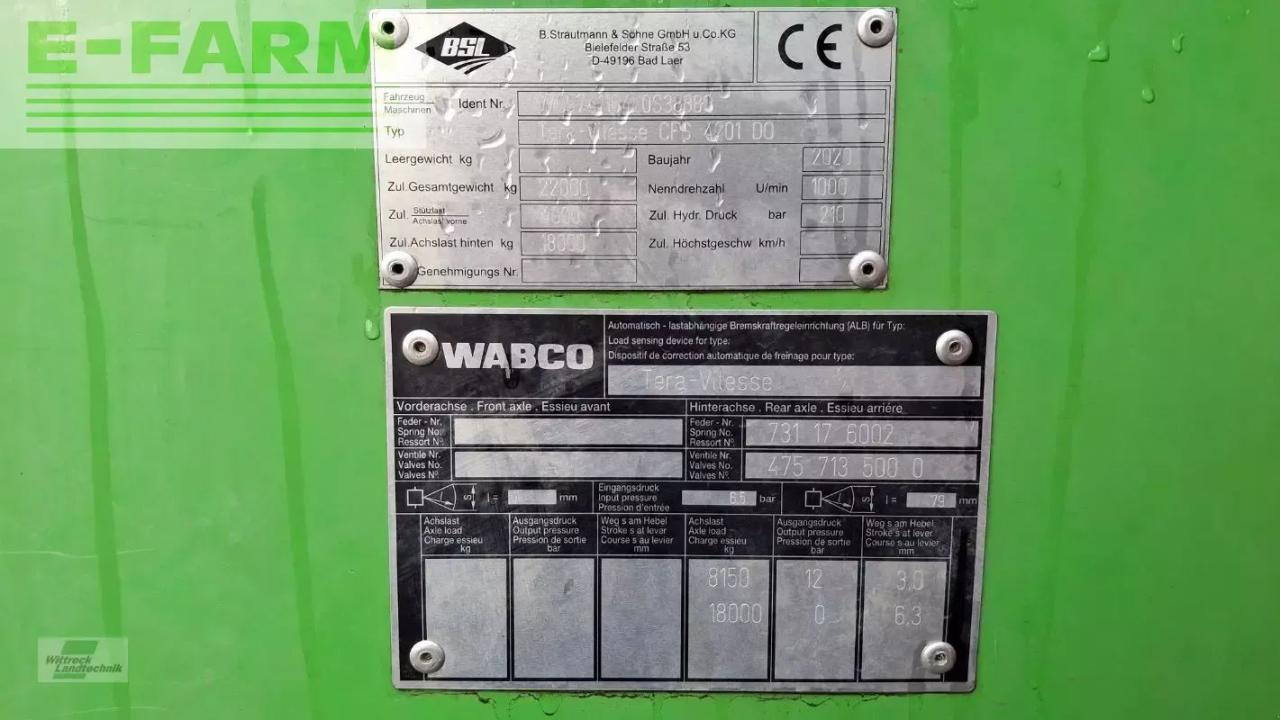 E-FARM
BSL
B.Strautmann & Söhne GmbH u.Co.KG
Bielefelder Straße 53
D-49196 Bad Laer
CE
Fahrzeug
Maschinen
Ident Nr.
0S38880
Typ
Tera-Vitesse CFS 4201 DO
Leergewicht kg
Baujahr
2020
Zul.Gesamtgewicht kg
22000
Nenndrehzahl U/min
1000
Zul. Stützlast
Achslast vorne
4000
Zul. Hydr. Druck bar
210
Zul.Achslast hinten kg
18000
Zul. Höchstgeschw km/h
Genehmigungs Nr.
WABCO
Automatisch - lastabhängige Bremskraftregeleinrichtung (ALB) für Typ:
Load sensing device for type:
Dispositif de correction automatique de freinage pour type:
Tera-Vitesse
Vorderachse . Front axle . Essieu avant
Hinterachse . Rear axle . Essieu arriére
Feder - Nr.
Spring No.
Ressort Nº
Feder - Nr.
Spring No.
Ressort Nº
731 17 6002
Ventile Nr.
Valves No.
Valves Nº
Ventile Nr.
Valves No.
Valves Nº
475 713 500 0
S
l = mm
Eingangsdruck
Input pressure
Pression d'entrée
6.5 bar
S
l = 79 mm
Achslast
Axle load
Charge essieu
kg
Ausgangsdruck
Output pressure
Pression de sortie
bar
Weg s am Hebel
Stroke s at lever
Course s au levier
mm
Achslast
Axle load
Charge essieu
kg
Ausgangsdruck
Output pressure
Pression de sortie
bar
Weg s am Hebel
Stroke s at lever
Course s au levier
mm
8150 12 3.0
18000 0 6.3
Wittrock
Landtechnik